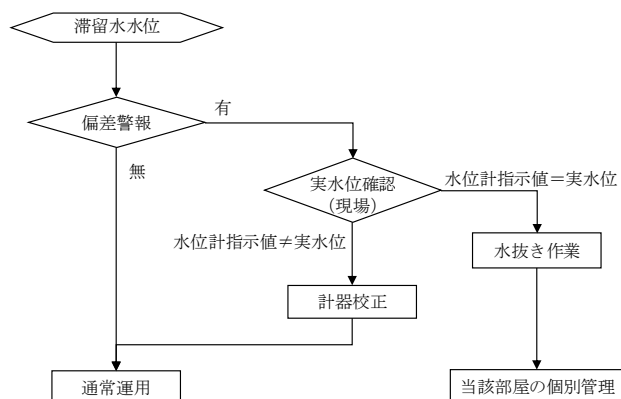 滞留水水位
偏差警報
有
無
実水位確認
（現場）
水位計指示値＝実水位
水位計指示値≠実水位
水抜き作業
計器校正
通常運用
当該部屋の個別管理